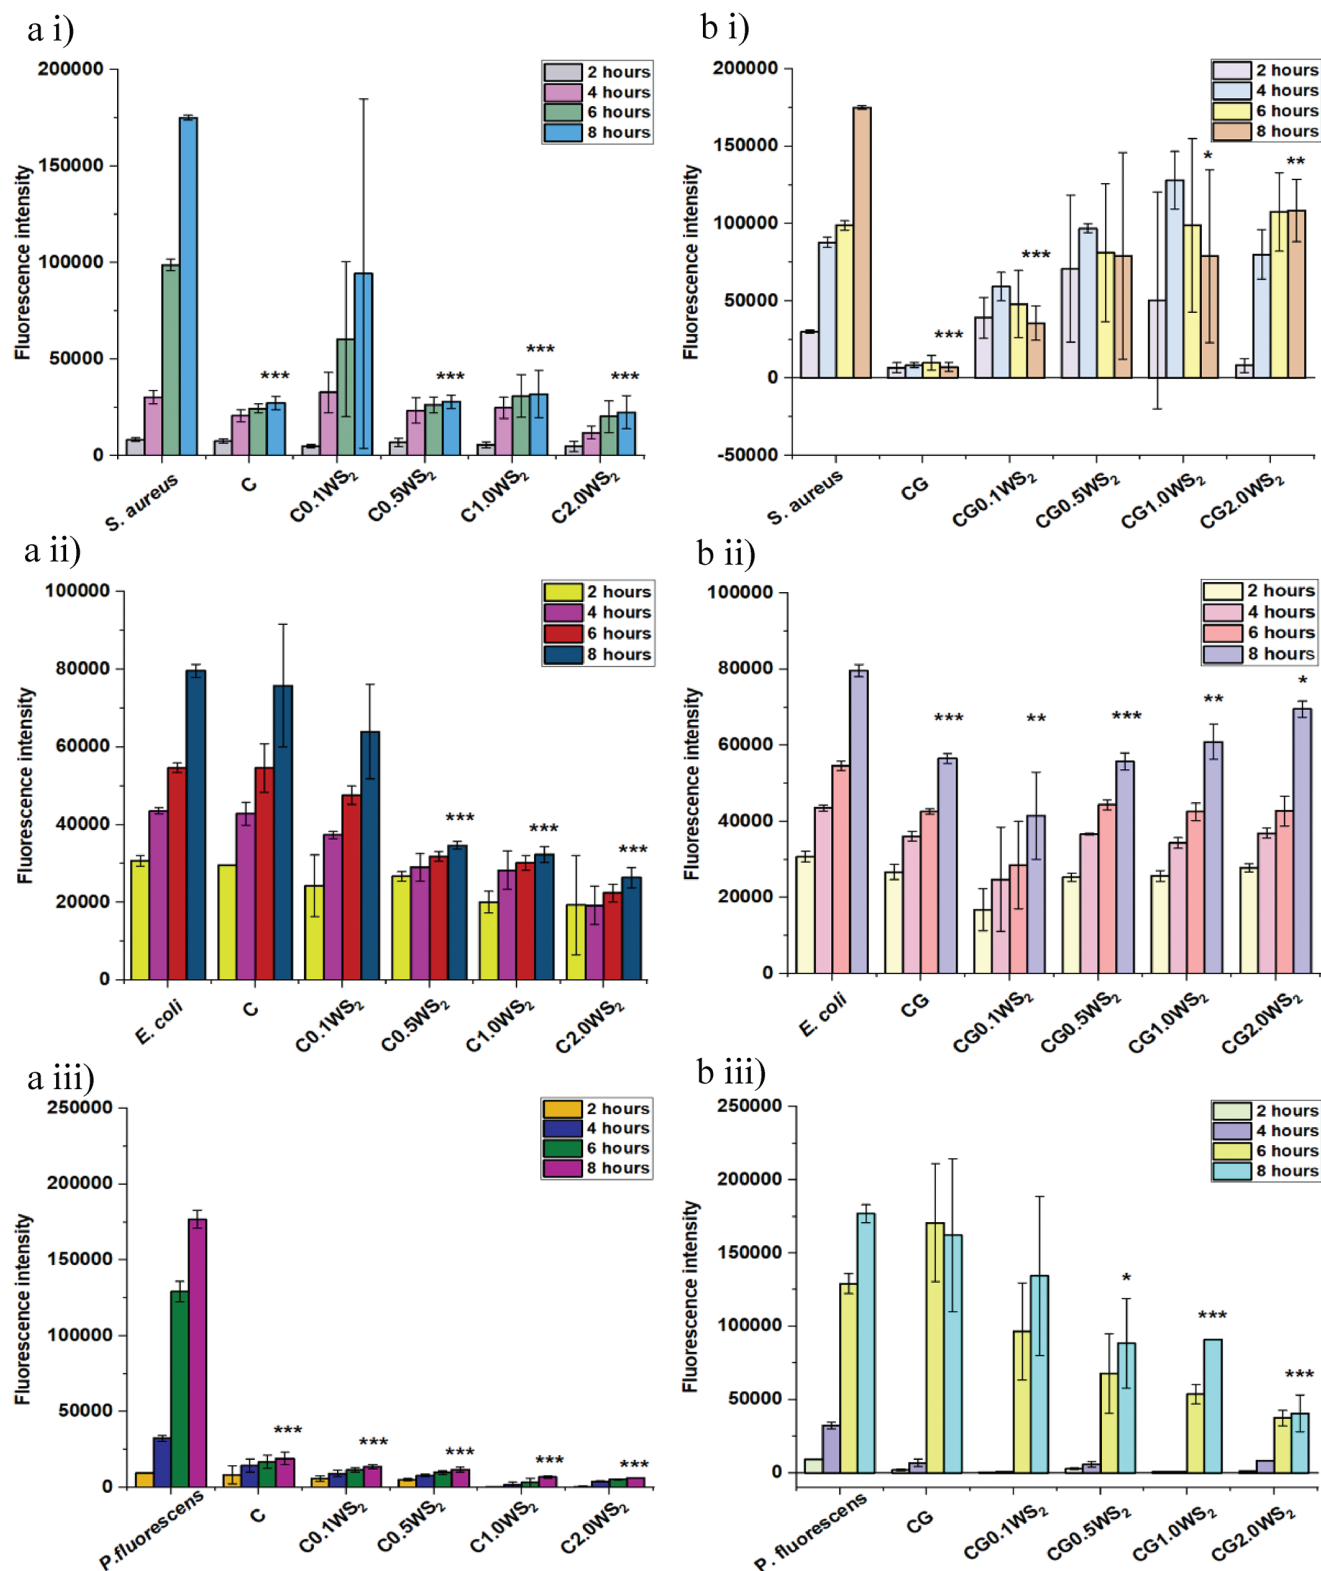 a i)
2 hours
4 hours
6 hours
8 hours
200000
150000
100000
50000
0
Fluorescence intensity
***
***
***
***
S. aureus
C
C0.1WS₂
C0.5WS₂
C1.0WS₂
C2.0WS₂
b i)
2 hours
4 hours
6 hours
8 hours
200000
150000
100000
50000
0
-50000
Fluorescence intensity
***
***
*
**
S. aureus
CG
CG0.1WS₂
CG0.5WS₂
CG1.0WS₂
CG2.0WS₂
a ii)
2 hours
4 hours
6 hours
8 hours
100000
80000
60000
40000
20000
0
Fluorescence intensity
***
***
***
E. coli
C
C0.1WS₂
C0.5WS₂
C1.0WS₂
C2.0WS₂
b ii)
2 hours
4 hours
6 hours
8 hours
100000
80000
60000
40000
20000
0
Fluorescence intensity
***
**
***
**
*
E. coli
CG
CG0.1WS₂
CG0.5WS₂
CG1.0WS₂
CG2.0WS₂
a iii)
2 hours
4 hours
6 hours
8 hours
250000
200000
150000
100000
50000
0
Fluorescence intensity
***
***
***
***
***
P.fluorescens
C
C0.1WS₂
C0.5WS₂
C1.0WS₂
C2.0WS₂
b iii)
2 hours
4 hours
6 hours
8 hours
250000
200000
150000
100000
50000
0
Fluorescence intensity
*
***
***
P. fluorescens
CG
CG0.1WS₂
CG0.5WS₂
CG1.0WS₂
CG2.0WS₂